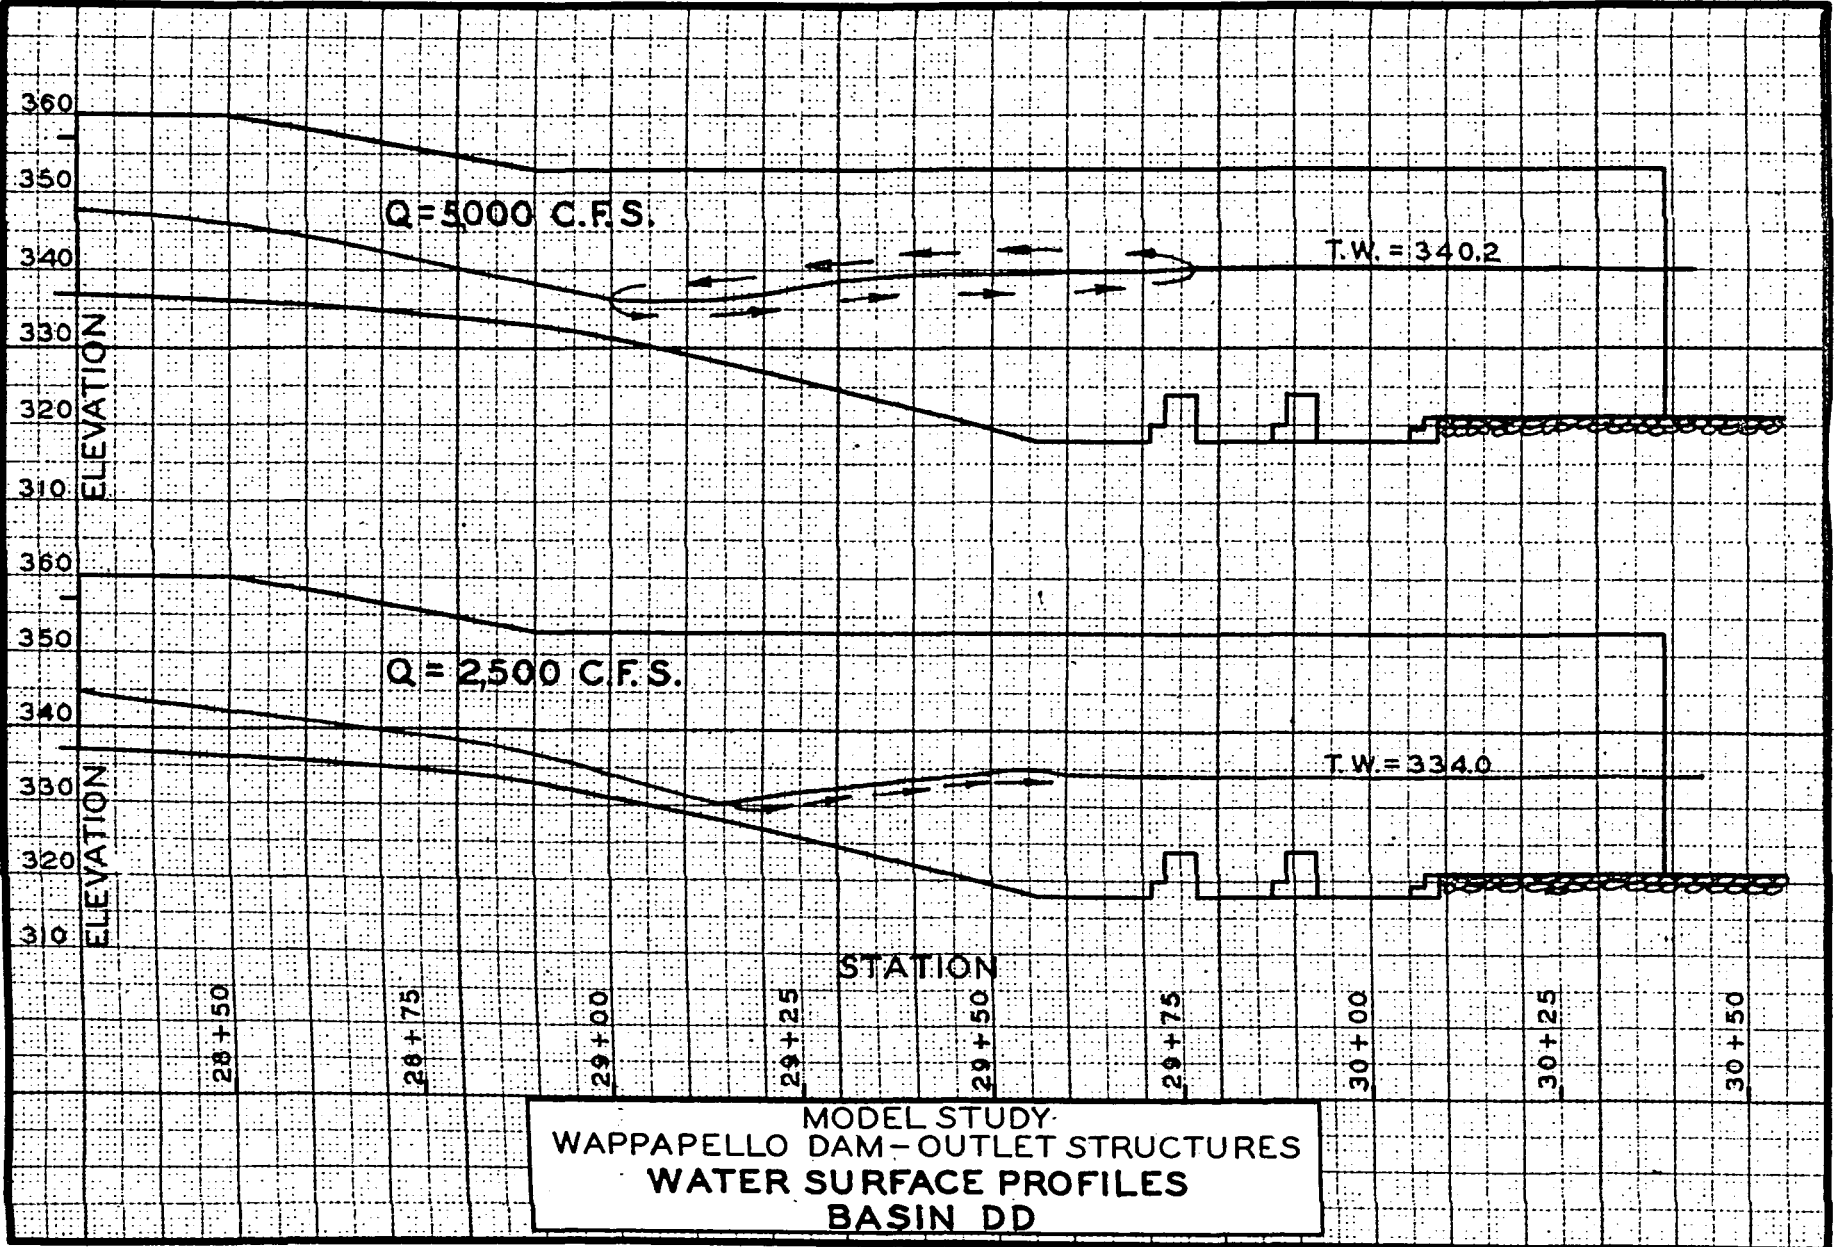 360
350
Q=5000 C.F.S.
340
T.W.=340.2
330
320
310
ELEVATION
360
350
Q=2,500 C.F.S.
340
T.W.=334.0
330
320
310
ELEVATION
STATION
28+50
28+75
29+00
29+25
29+50
29+75
30+00
30+25
30+50
MODEL STUDY
WAPPAPELLO DAM-OUTLET STRUCTURES
WATER SURFACE PROFILES
BASIN DD